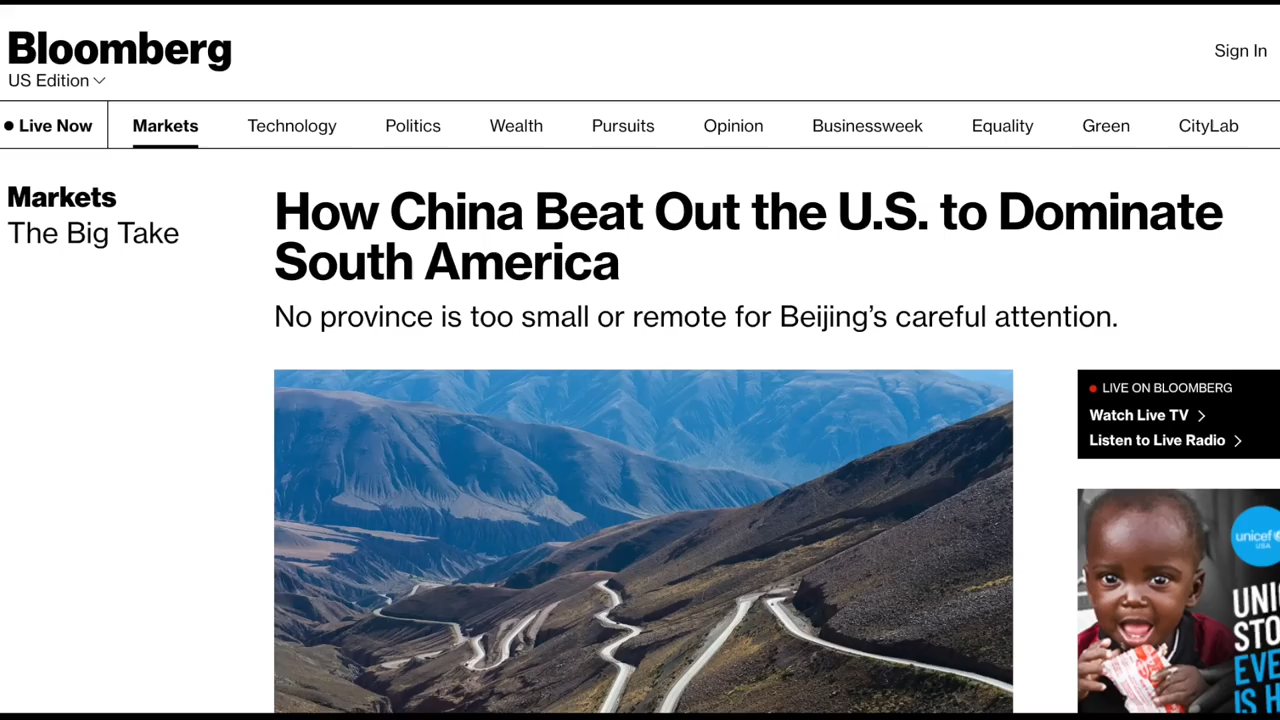 Bloomberg
US Edition
Sign In
Live Now
Markets
Technology
Politics
Wealth
Pursuits
Opinion
Businessweek
Equality
Green
CityLab
Markets
The Big Take
How China Beat Out the U.S. to Dominate
South America
No province is too small or remote for Beijing's careful attention.
LIVE ON BLOOMBERG
Watch Live TV
Listen to Live Radio
unicef
USA